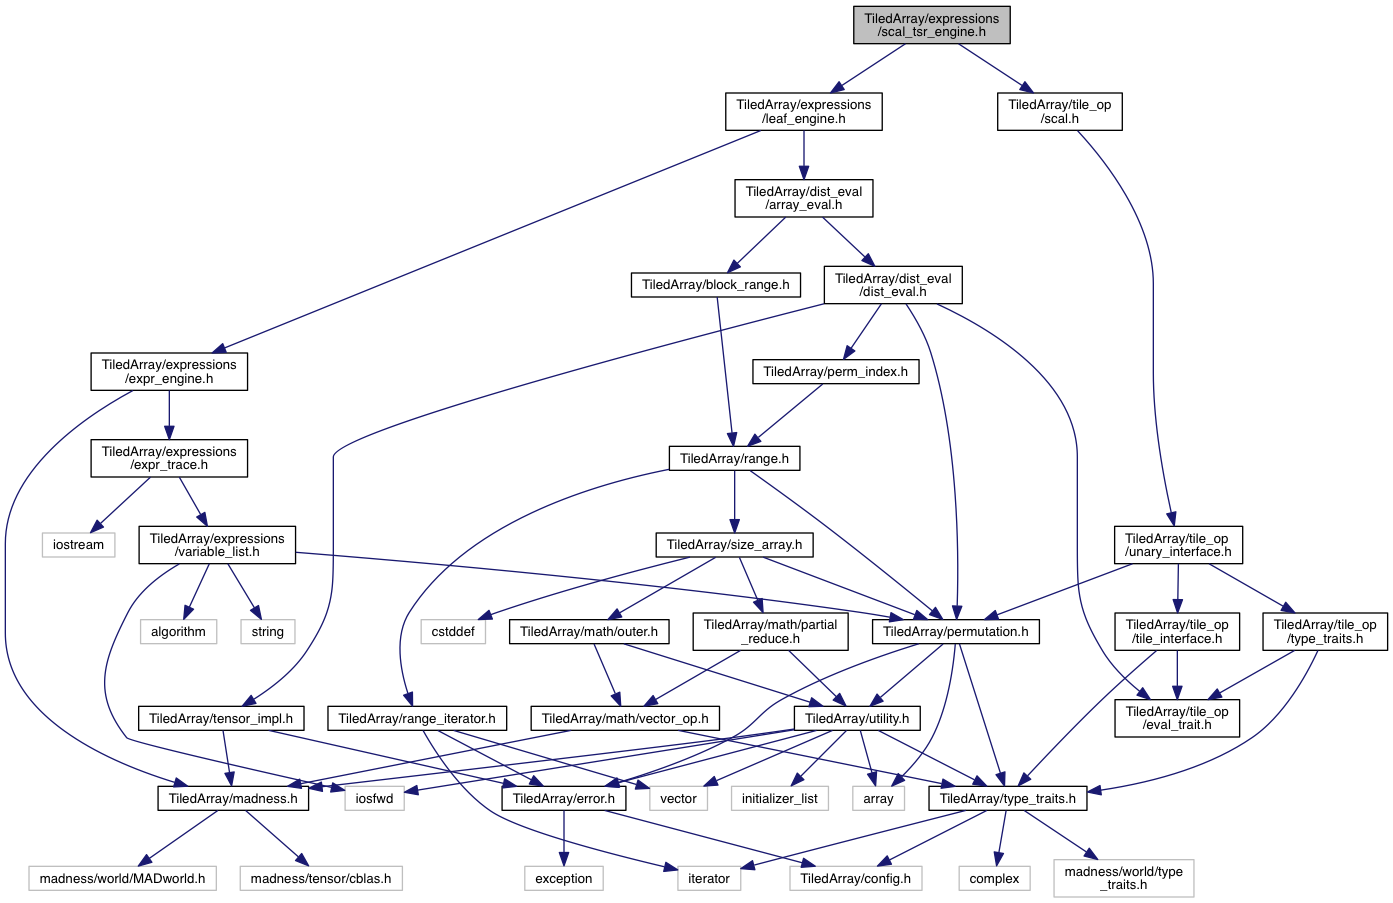 TiledArray/expressions
/scal_tsr_engine.h
TiledArray/expressions
/leaf_engine.h
TiledArray/tile_op
/scal.h
TiledArray/dist_eval
/array_eval.h
TiledArray/block_range.h
TiledArray/dist_eval
/dist_eval.h
TiledArray/expressions
/expr_engine.h
TiledArray/perm_index.h
TiledArray/expressions
/expr_trace.h
TiledArray/range.h
iostream
TiledArray/expressions
/variable_list.h
TiledArray/size_array.h
TiledArray/tile_op
/unary_interface.h
algorithm
string
cstddef
TiledArray/math/outer.h
TiledArray/math/partial
_reduce.h
TiledArray/permutation.h
TiledArray/tile_op
/tile_interface.h
TiledArray/tile_op
/type_traits.h
TiledArray/tensor_impl.h
TiledArray/range_iterator.h
TiledArray/math/vector_op.h
TiledArray/utility.h
TiledArray/tile_op
/eval_trait.h
TiledArray/madness.h
iosfwd
TiledArray/error.h
vector
initializer_list
array
TiledArray/type_traits.h
madness/world/MADworld.h
madness/tensor/cblas.h
exception
iterator
TiledArray/config.h
complex
madness/world/type
_traits.h